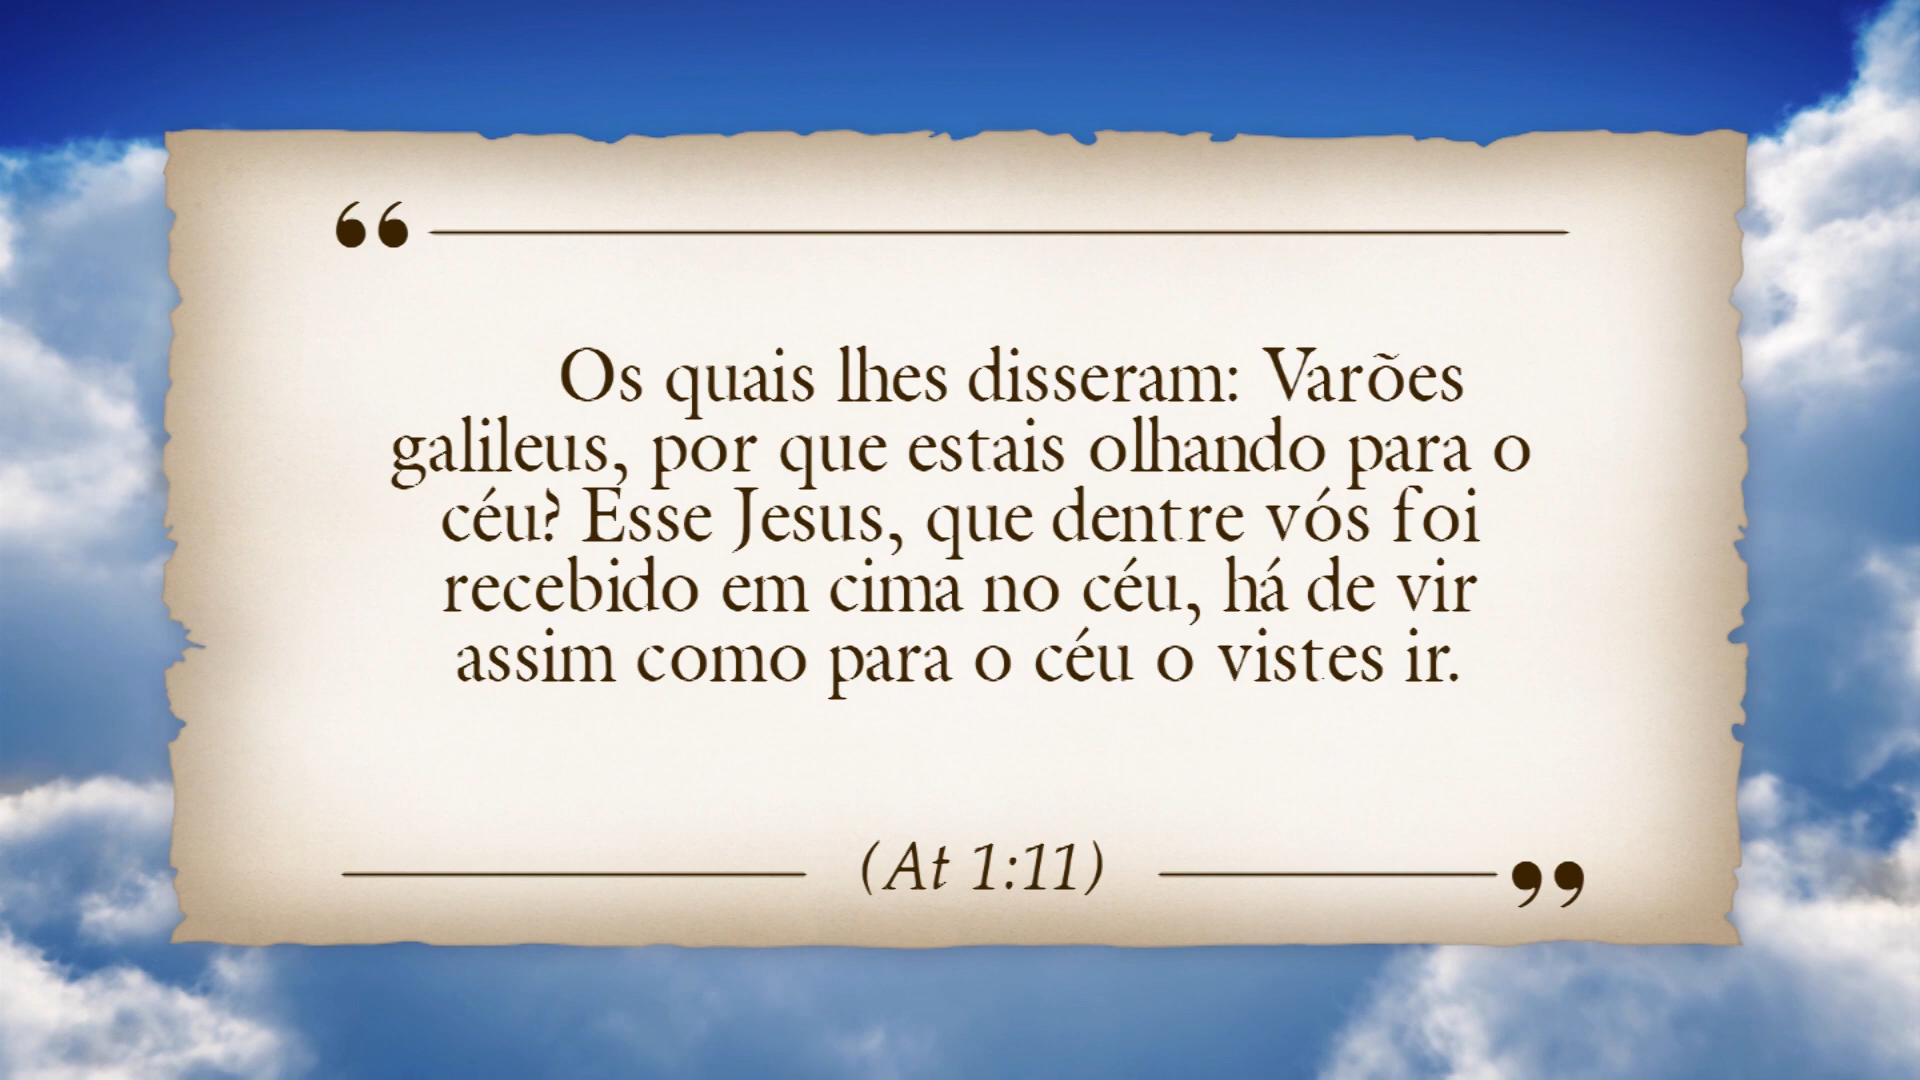 “
Os quais lhes disseram: Varões
galileus, por que estais olhando para o
céu? Esse Jesus, que dentre vós foi
recebido em cima no céu, há de vir
assim como para o céu o vistes ir.
(At 1:11) ”